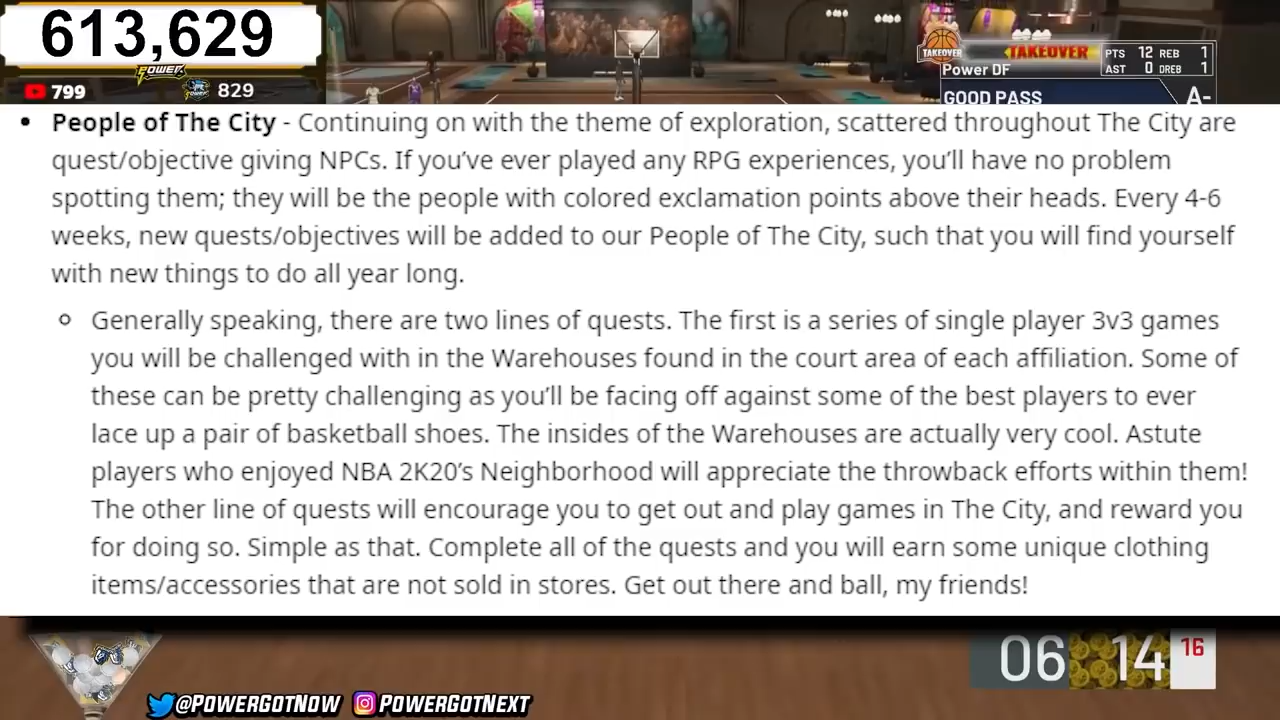 613,629
POWER
799
829
TAKEOVER
TAKEOVER
Power DF
PTS 12 REB 1
AST 0 DREB 1
GOOD PASS
A-
• People of The City - Continuing on with the theme of exploration, scattered throughout The City are
quest/objective giving NPCs. If you’ve ever played any RPG experiences, you’ll have no problem
spotting them; they will be the people with colored exclamation points above their heads. Every 4-6
weeks, new quests/objectives will be added to our People of The City, such that you will find yourself
with new things to do all year long.
Generally speaking, there are two lines of quests. The first is a series of single player 3v3 games
you will be challenged with in the Warehouses found in the court area of each affiliation. Some of
these can be pretty challenging as you’ll be facing off against some of the best players to ever
lace up a pair of basketball shoes. The insides of the Warehouses are actually very cool. Astute
players who enjoyed NBA 2K20’s Neighborhood will appreciate the throwback efforts within them!
The other line of quests will encourage you to get out and play games in The City, and reward you
for doing so. Simple as that. Complete all of the quests and you will earn some unique clothing
items/accessories that are not sold in stores. Get out there and ball, my friends!
06 14 16
@POWERGOTNOW POWERGOTNEXT